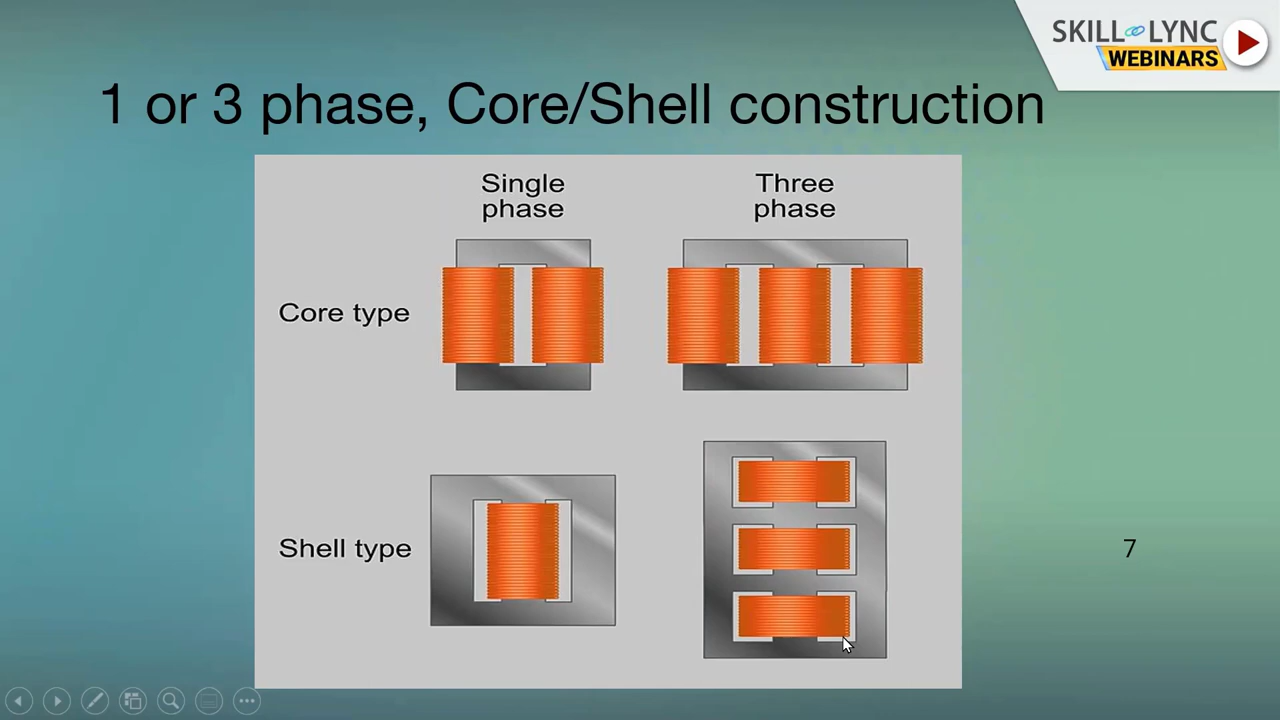 SKILL LYNC
WEBINARS
1 or 3 phase, Core/Shell construction
Single
phase
Three
phase
Core type
Shell type
7